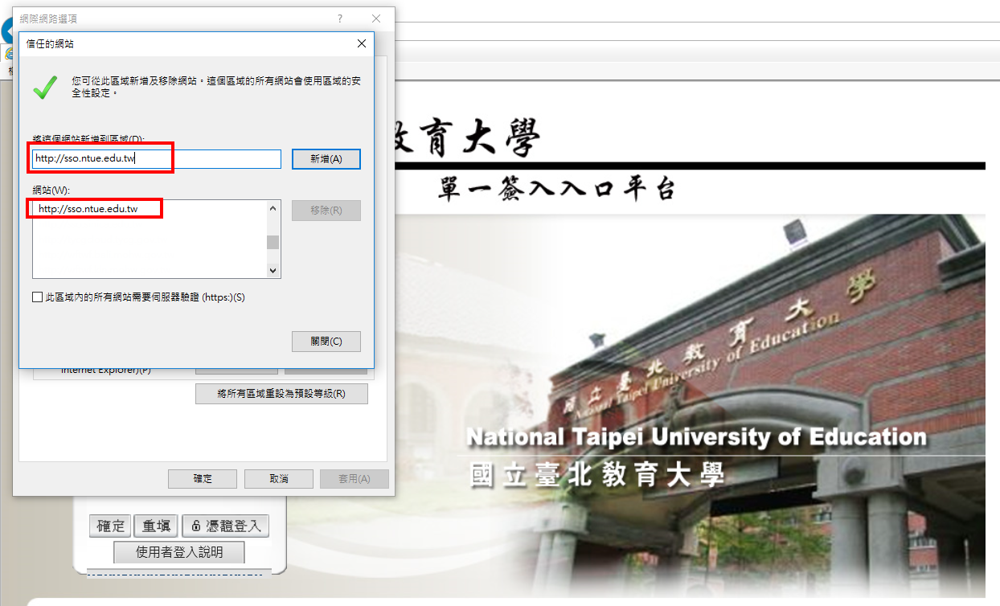 網際網路選項
信任的網站
您可從此區域新增及移除網站。這個區域的所有網站會使用區域的安
全性設定。
將這個網站新增到區域(D):
http://sso.ntue.edu.tw
新增(A)
網站(W):
http://sso.ntue.edu.tw
移除(R)
此區域內的所有網站需要伺服器驗證 (https:)(S)
關閉(C)
Internet Explorer)(P)
將所有區域重設為預設等級(R)
確定
取消
套用(A)
教育大學
單一簽入入口平台
國立臺北教育大學
National Taipei University of Education
National Taipei University of Education
國立臺北教育大學
確定
重填
憑證登入
使用者登入說明